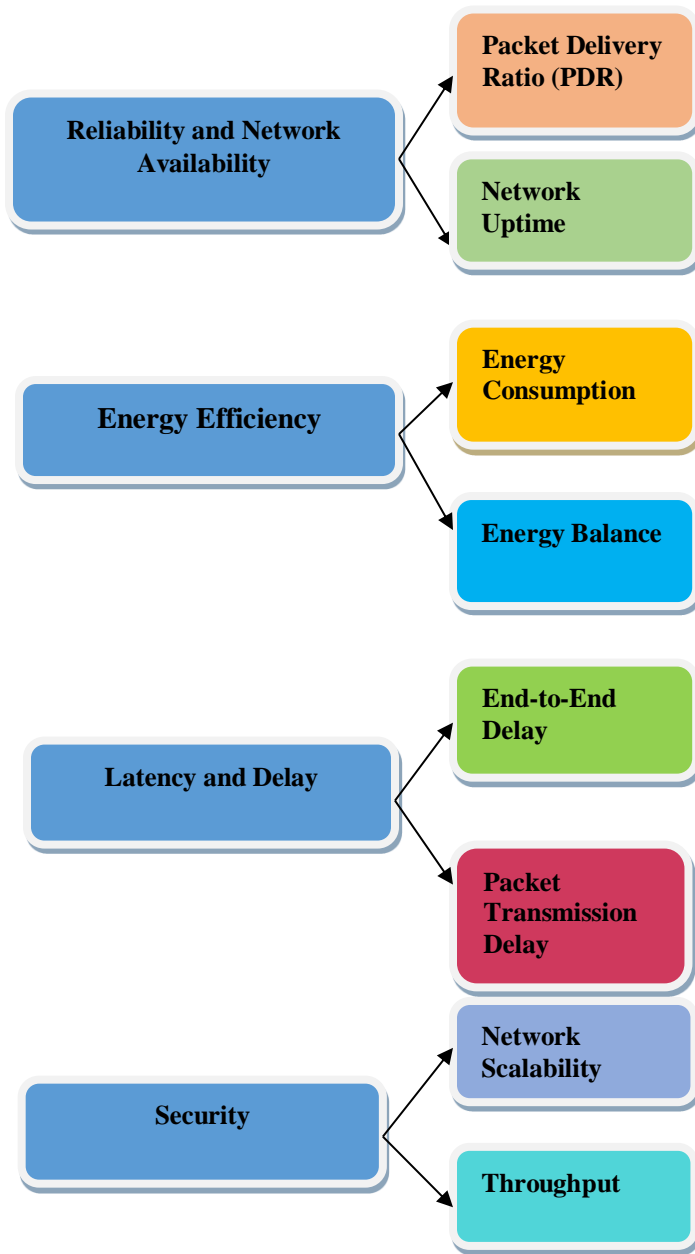 Reliability and Network
Availability
Packet Delivery
Ratio (PDR)
Network
Uptime
Energy Efficiency
Energy
Consumption
Energy Balance
Latency and Delay
End-to-End
Delay
Packet
Transmission
Delay
Security
Network
Scalability
Throughput